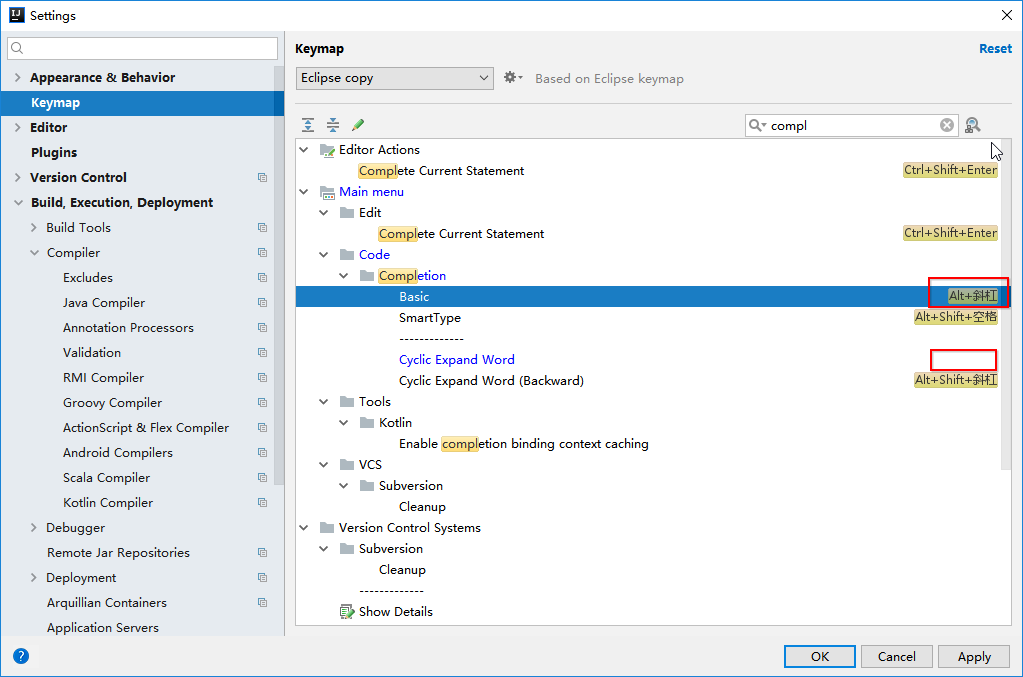 Settings
Keymap
Reset
Eclipse copy
Based on Eclipse keymap
Appearance & Behavior
Keymap
Editor
Plugins
Version Control
Build, Execution, Deployment
Build Tools
Compiler
Excludes
Java Compiler
Annotation Processors
Validation
RMI Compiler
Groovy Compiler
ActionScript & Flex Compiler
Android Compilers
Scala Compiler
Kotlin Compiler
Debugger
Remote Jar Repositories
Deployment
Arquillian Containers
Application Servers
compl
Editor Actions
Complete Current Statement Ctrl+Shift+Enter
Main menu
Edit
Complete Current Statement Ctrl+Shift+Enter
Code
Completion
Basic Alt+斜杠
SmartType Alt+Shift+空格
-------------
Cyclic Expand Word
Cyclic Expand Word (Backward) Alt+Shift+斜杠
Tools
Kotlin
Enable completion binding context caching
VCS
Subversion
Cleanup
Version Control Systems
Subversion
Cleanup
-------------
Show Details
?
OK
Cancel
Apply